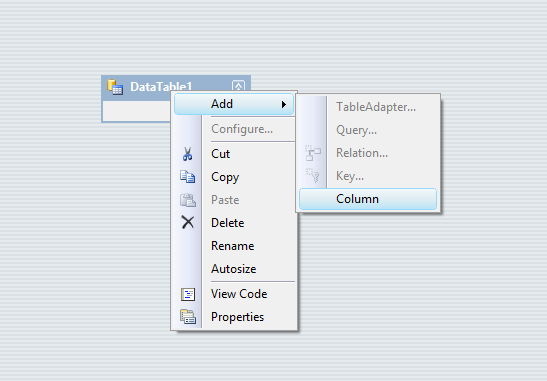 DataTable1
Add
Configure...
Cut
Copy
Paste
Delete
Rename
Autosize
View Code
Properties
TableAdapter...
Query...
Relation...
Key...
Column